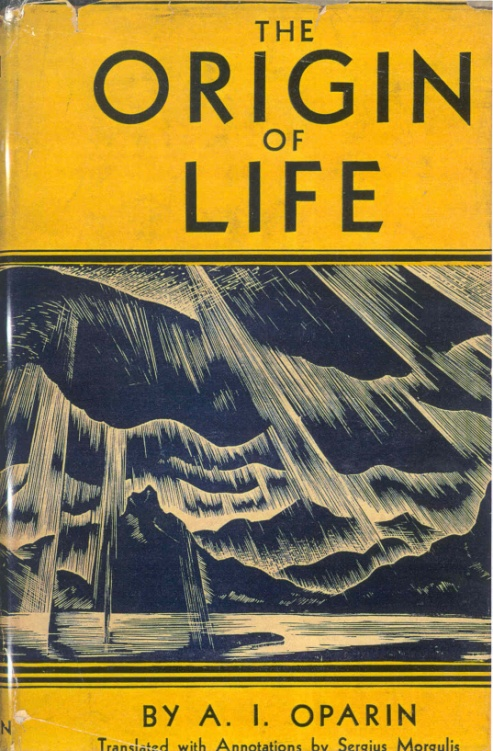 THE
ORIGIN
OF
LIFE
BY A. I. OPARIN
Translated with Annotations by Sergius Morgulis
N